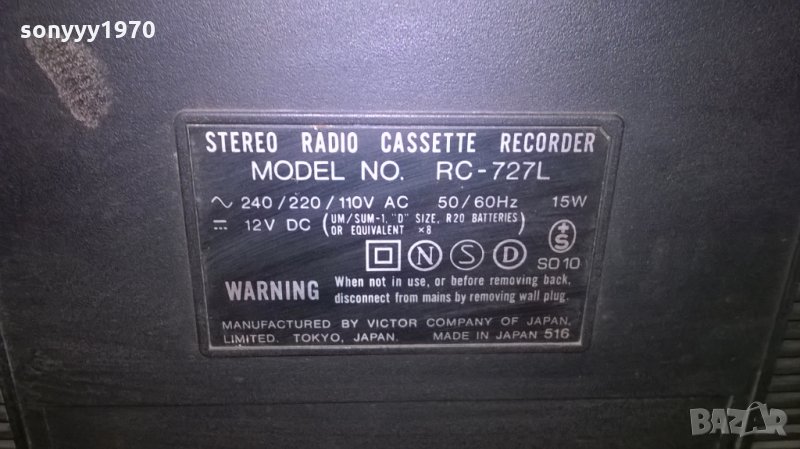 sonyyy1970
STEREO RADIO CASSETTE RECORDER
MODEL NO. RC-727L
∿ 240/220/110V AC 50/60Hz 15W
⎓ 12V DC (UM/SUM-1, "D" SIZE, R20 BATTERIES)
(OR EQUIVALENT ×8)
N S D +S
SO10
WARNING When not in use, or before removing back,
disconnect from mains by removing wall plug.
MANUFACTURED BY VICTOR COMPANY OF JAPAN,
LIMITED. TOKYO, JAPAN. MADE IN JAPAN 516
BAZAR